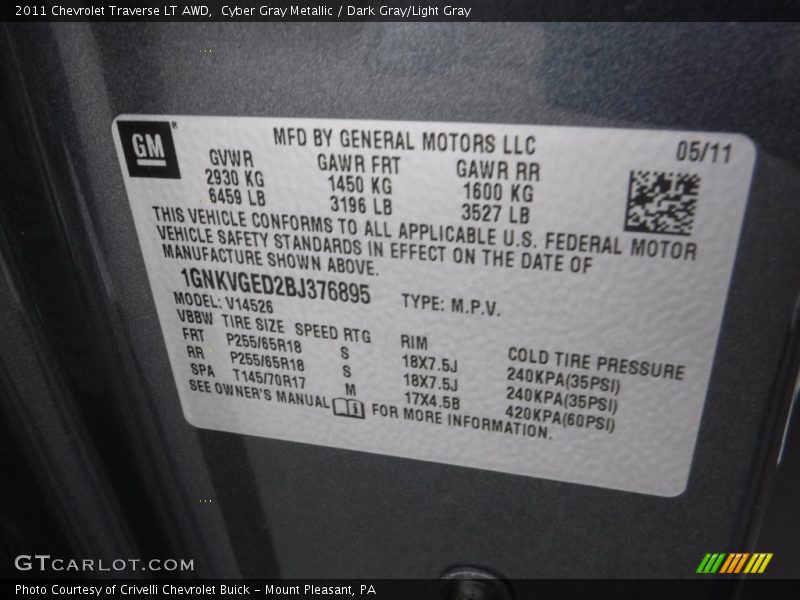 2011 Chevrolet Traverse LT AWD, Cyber Gray Metallic / Dark Gray/Light Gray
GM
MFD BY GENERAL MOTORS LLC 05/11
GVWR GAWR FRT GAWR RR
2930 KG 1450 KG 1600 KG
6459 LB 3196 LB 3527 LB
THIS VEHICLE CONFORMS TO ALL APPLICABLE U.S. FEDERAL MOTOR
VEHICLE SAFETY STANDARDS IN EFFECT ON THE DATE OF
MANUFACTURE SHOWN ABOVE.
1GNKVGED2BJ376895 TYPE: M.P.V.
MODEL: V14526
VBBW TIRE SIZE SPEED RTG RIM COLD TIRE PRESSURE
FRT P255/65R18 S 18X7.5J 240KPA(35PSI)
RR P255/65R18 S 18X7.5J 240KPA(35PSI)
SPA T145/70R17 M 17X4.5B 420KPA(60PSI)
SEE OWNER'S MANUAL FOR MORE INFORMATION.
GTcarlot.com
Photo Courtesy of Crivelli Chevrolet Buick - Mount Pleasant, PA